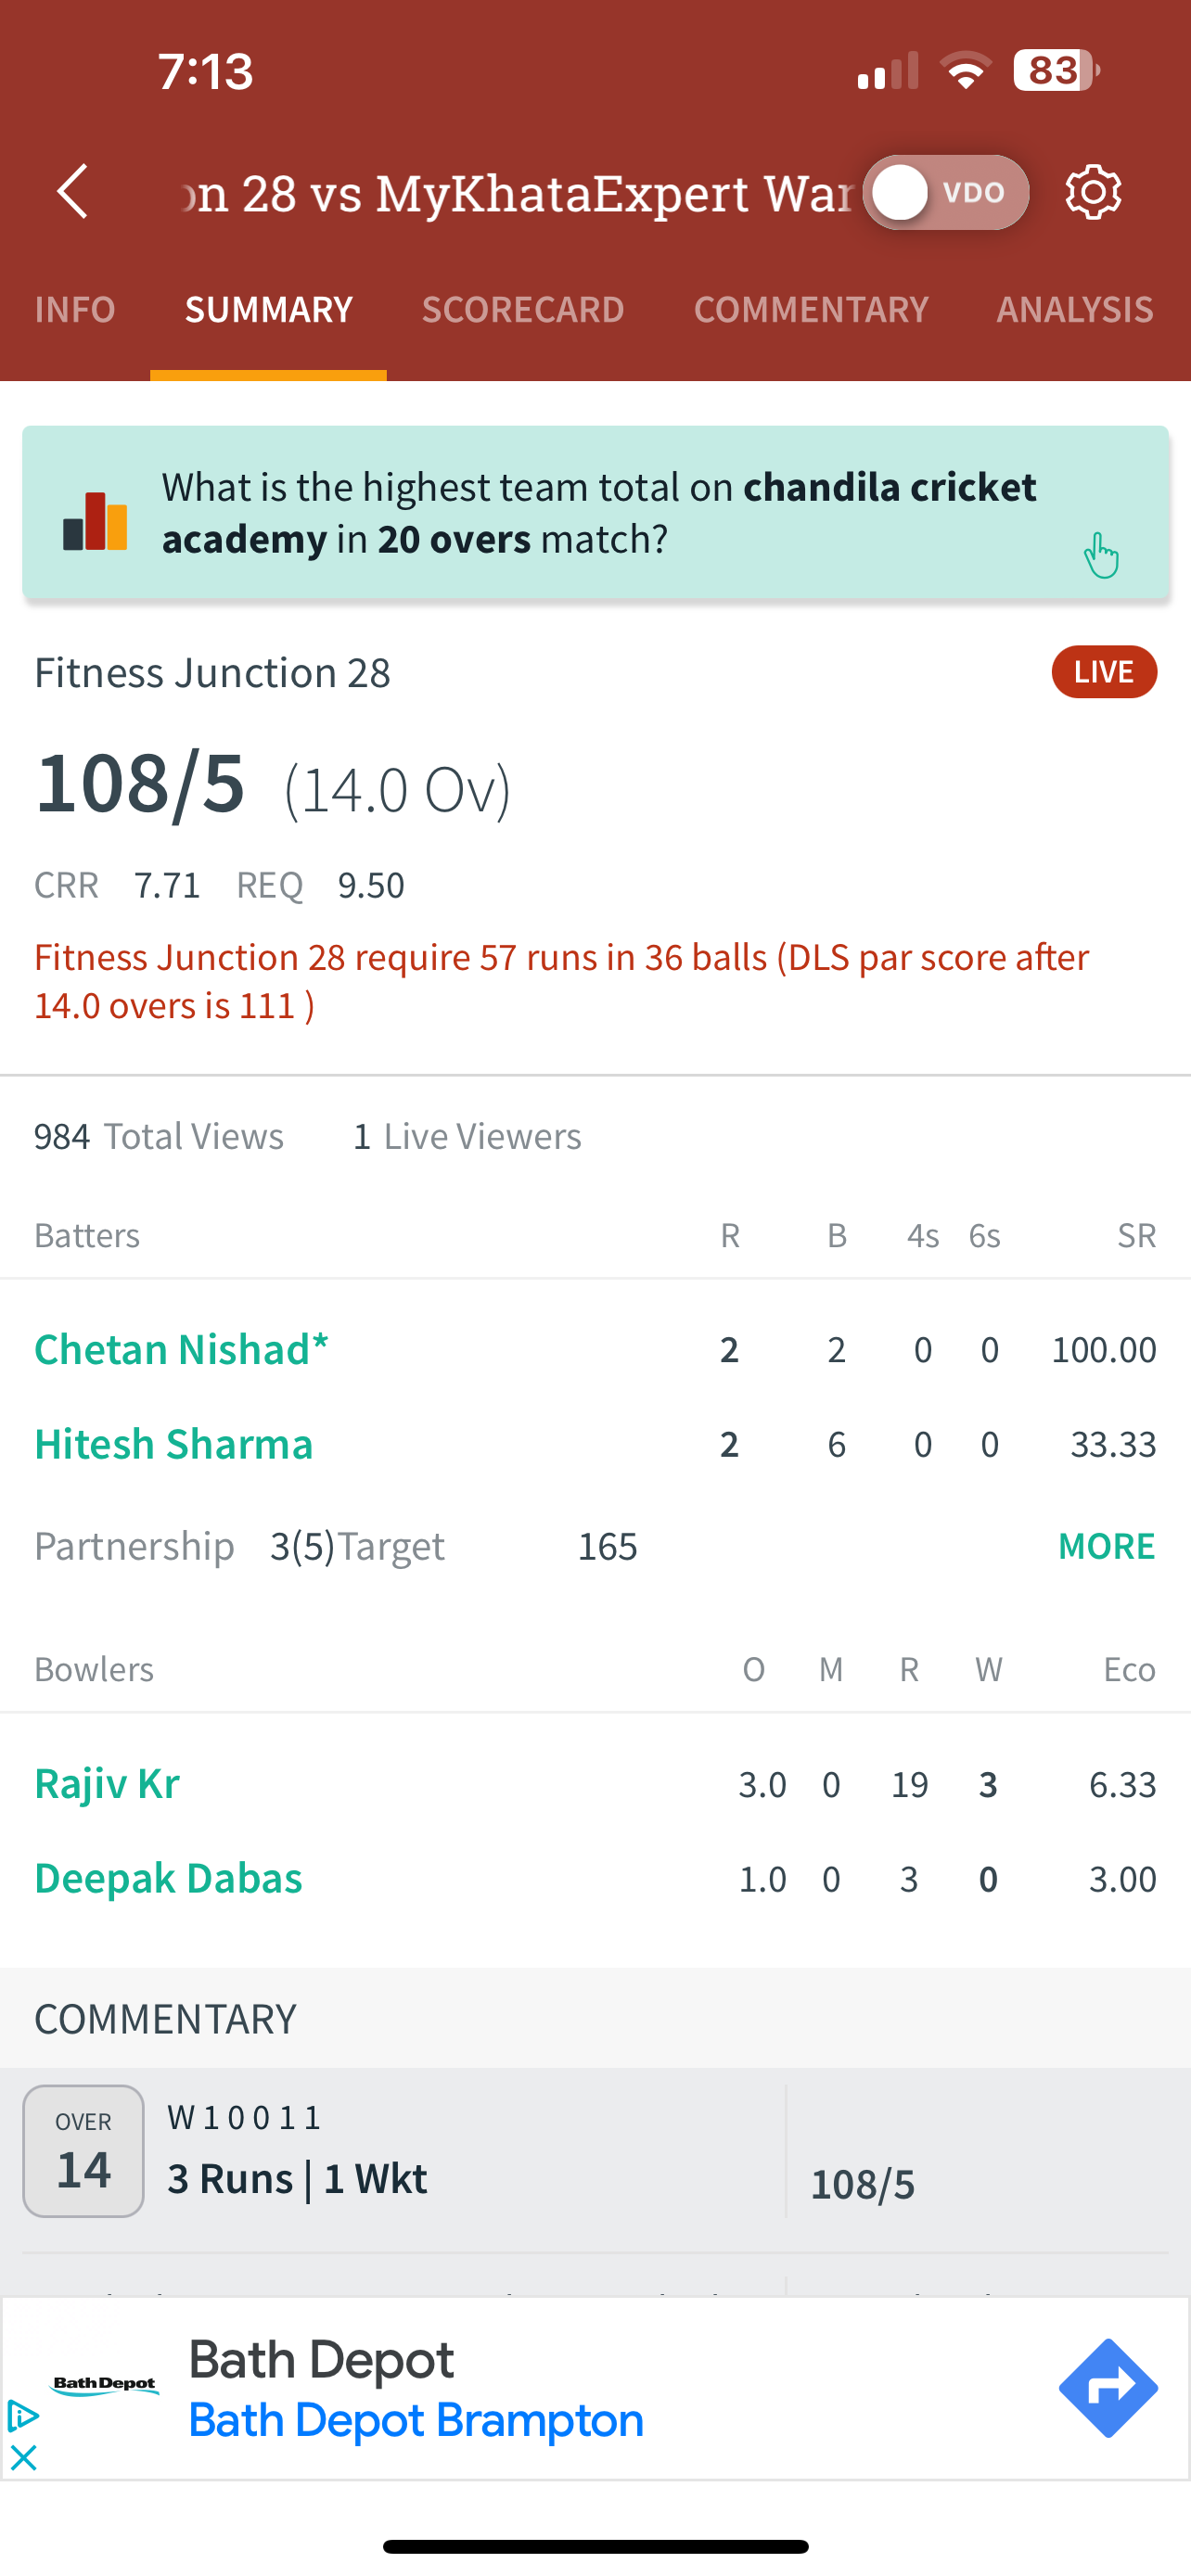 7:13
83
on 28 vs MyKhataExpert War
VDO
INFO SUMMARY SCORECARD COMMENTARY ANALYSIS
What is the highest team total on chandila cricket
academy in 20 overs match?
Fitness Junction 28
LIVE
108/5 (14.0 Ov)
CRR 7.71 REQ 9.50
Fitness Junction 28 require 57 runs in 36 balls (DLS par score after
14.0 overs is 111 )
984 Total Views 1 Live Viewers
Batters R B 4s 6s SR
Chetan Nishad* 2 2 0 0 100.00
Hitesh Sharma 2 6 0 0 33.33
Partnership 3(5) Target 165 MORE
Bowlers O M R W Eco
Rajiv Kr 3.0 0 19 3 6.33
Deepak Dabas 1.0 0 3 0 3.00
COMMENTARY
OVER
14
W 1 0 0 1 1
3 Runs | 1 Wkt
108/5
Bath Depot
Bath Depot
Bath Depot Brampton